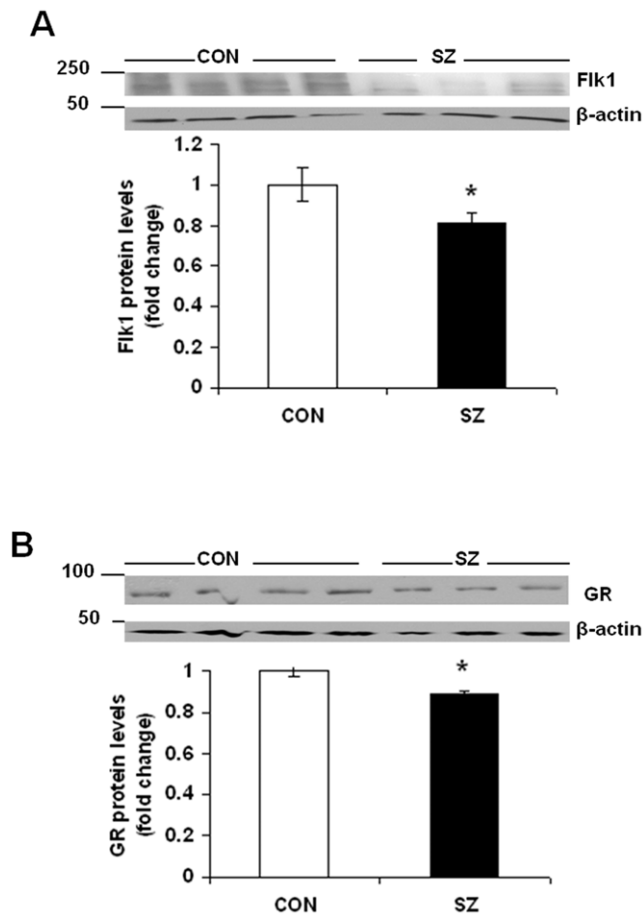 A
CON SZ
250
Flk1
50
β-actin
1.2
1
*
0.8
0.6
0.4
0.2
0
Flk1 protein levels
(fold change)
CON SZ
B
CON SZ
100
GR
50
β-actin
1
*
0.8
0.6
0.4
0.2
0
GR protein levels
(fold change)
CON SZ